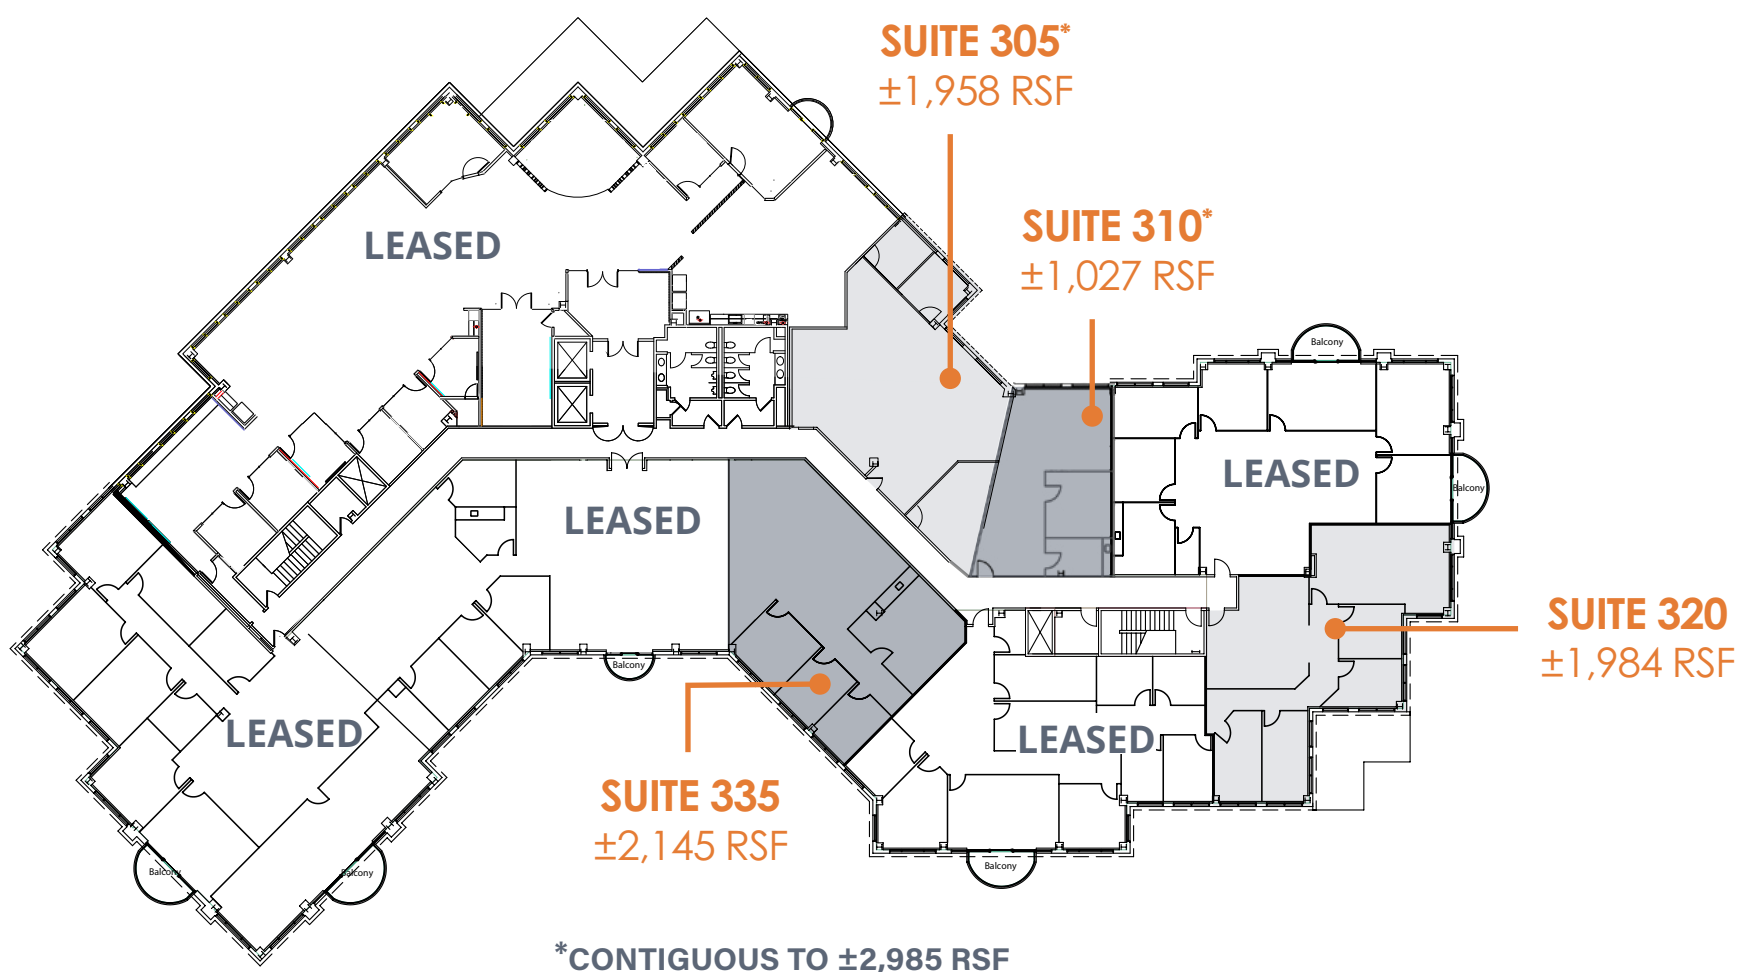 SUITE 305*
±1,958 RSF
SUITE 310*
±1,027 RSF
LEASED
Balcony
LEASED
Balcony
LEASED
SUITE 320
±1,984 RSF
Balcony
LEASED
LEASED
SUITE 335
±2,145 RSF
Balcony
Balcony
Balcony
*CONTIGUOUS TO ±2,985 RSF